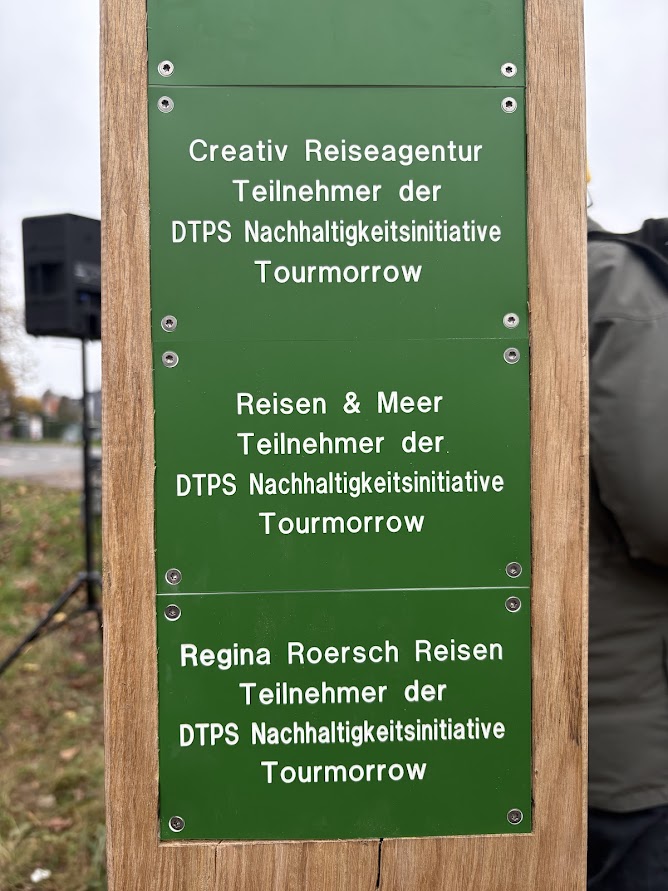 Creativ Reiseagentur
Teilnehmer der
DTPS Nachhaltigkeitsinitiative
Tourmorrow
Reisen & Meer
Teilnehmer der
DTPS Nachhaltigkeitsinitiative
Tourmorrow
Regina Roersch Reisen
Teilnehmer der
DTPS Nachhaltigkeitsinitiative
Tourmorrow